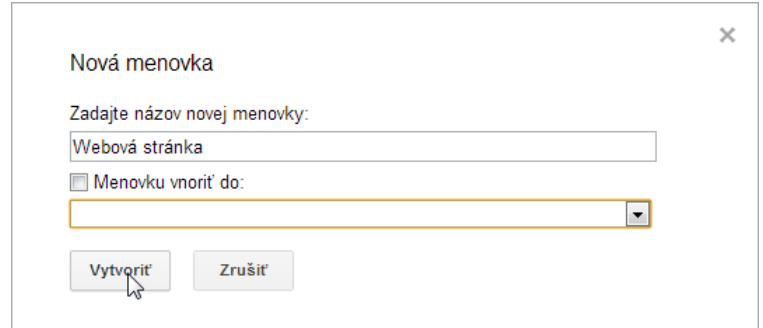 Nová menovka
Zadajte názov novej menovky:
Webová stránka
Menovku vnoriť do:
Vytvoriť Zrušiť